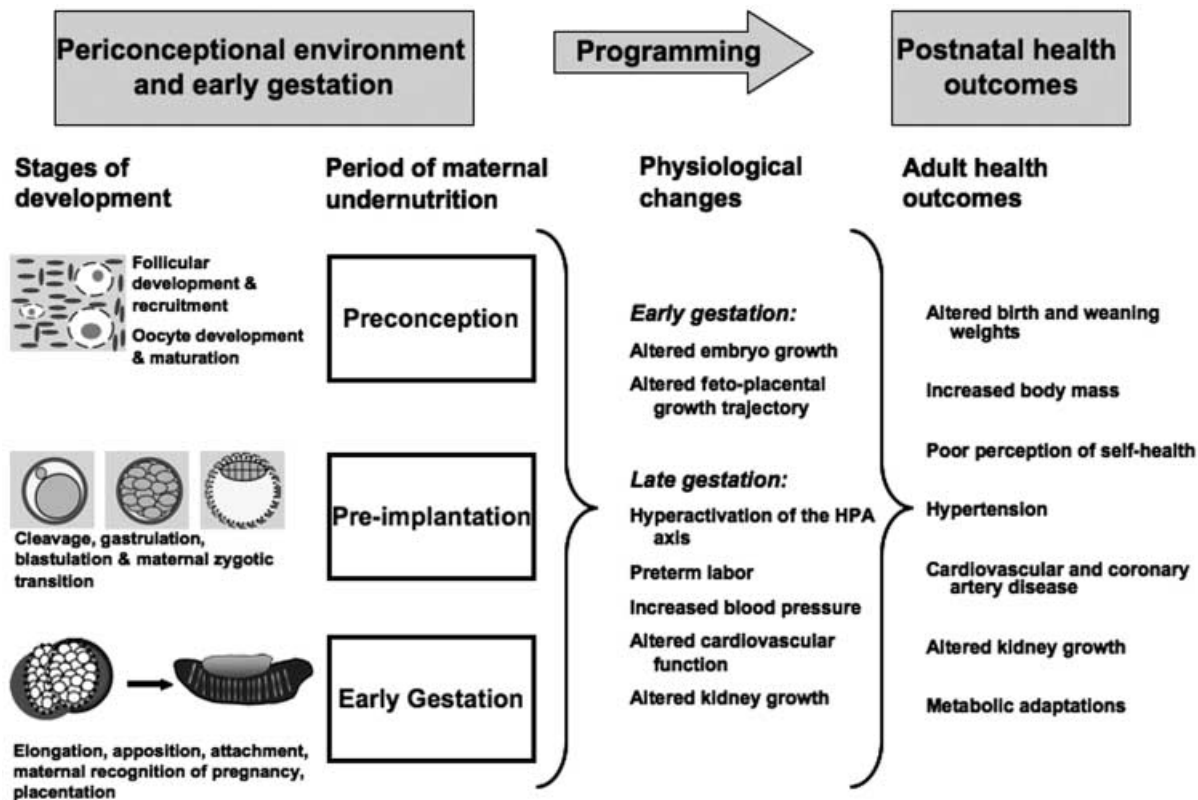 Periconceptional environment
and early gestation
Programming
Postnatal health
outcomes
Stages of
development
Period of maternal
undernutrition
Physiological
changes
Adult health
outcomes
Follicular
development &
recruitment
Oocyte development
& maturation
Preconception
Cleavage, gastrulation,
blastulation & maternal zygotic
transition
Pre-implantation
Elongation, apposition, attachment,
maternal recognition of pregnancy,
placentation
Early Gestation
Early gestation:
Altered embryo growth
Altered feto-placental
growth trajectory
Late gestation:
Hyperactivation of the HPA
axis
Preterm labor
Increased blood pressure
Altered cardiovascular
function
Altered kidney growth
Altered birth and weaning
weights
Increased body mass
Poor perception of self-health
Hypertension
Cardiovascular and coronary
artery disease
Altered kidney growth
Metabolic adaptations